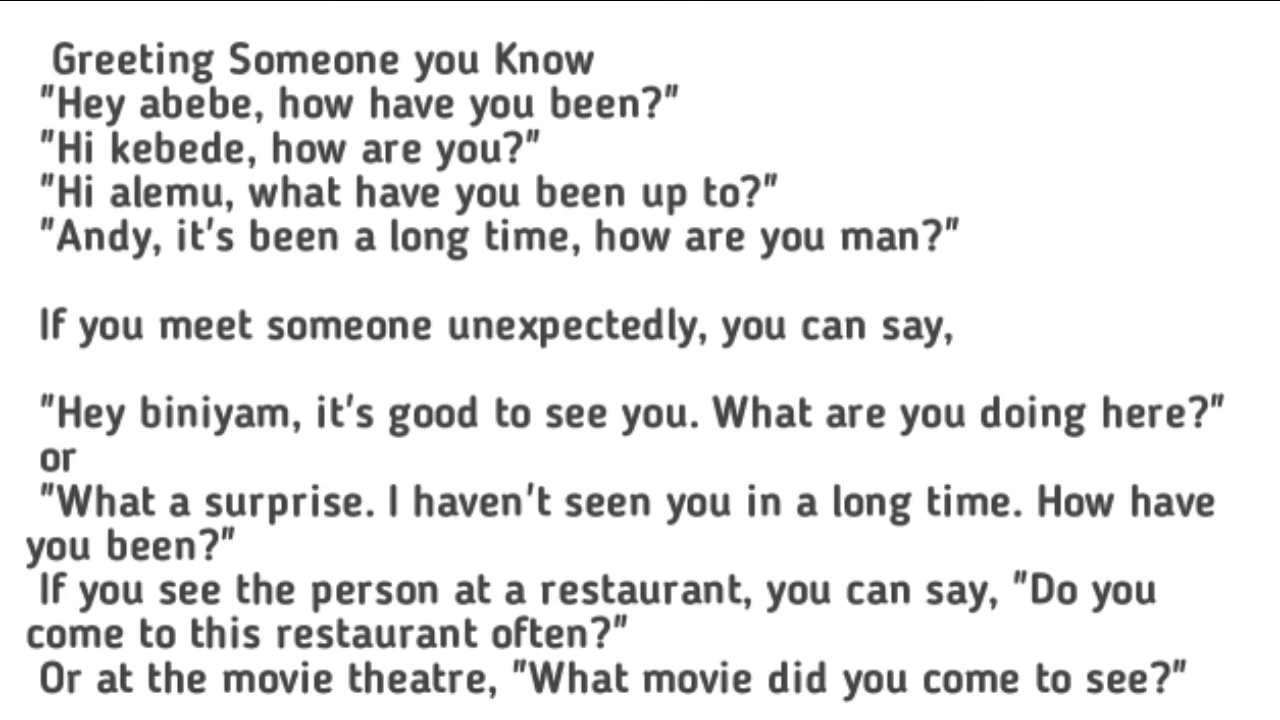 Greeting Someone you Know
"Hey abebe, how have you been?"
"Hi kebede, how are you?"
"Hi alemu, what have you been up to?"
"Andy, it's been a long time, how are you man?"
If you meet someone unexpectedly, you can say,
"Hey biniyam, it's good to see you. What are you doing here?"
or
"What a surprise. I haven't seen you in a long time. How have
you been?"
If you see the person at a restaurant, you can say, "Do you
come to this restaurant often?"
Or at the movie theatre, "What movie did you come to see?"